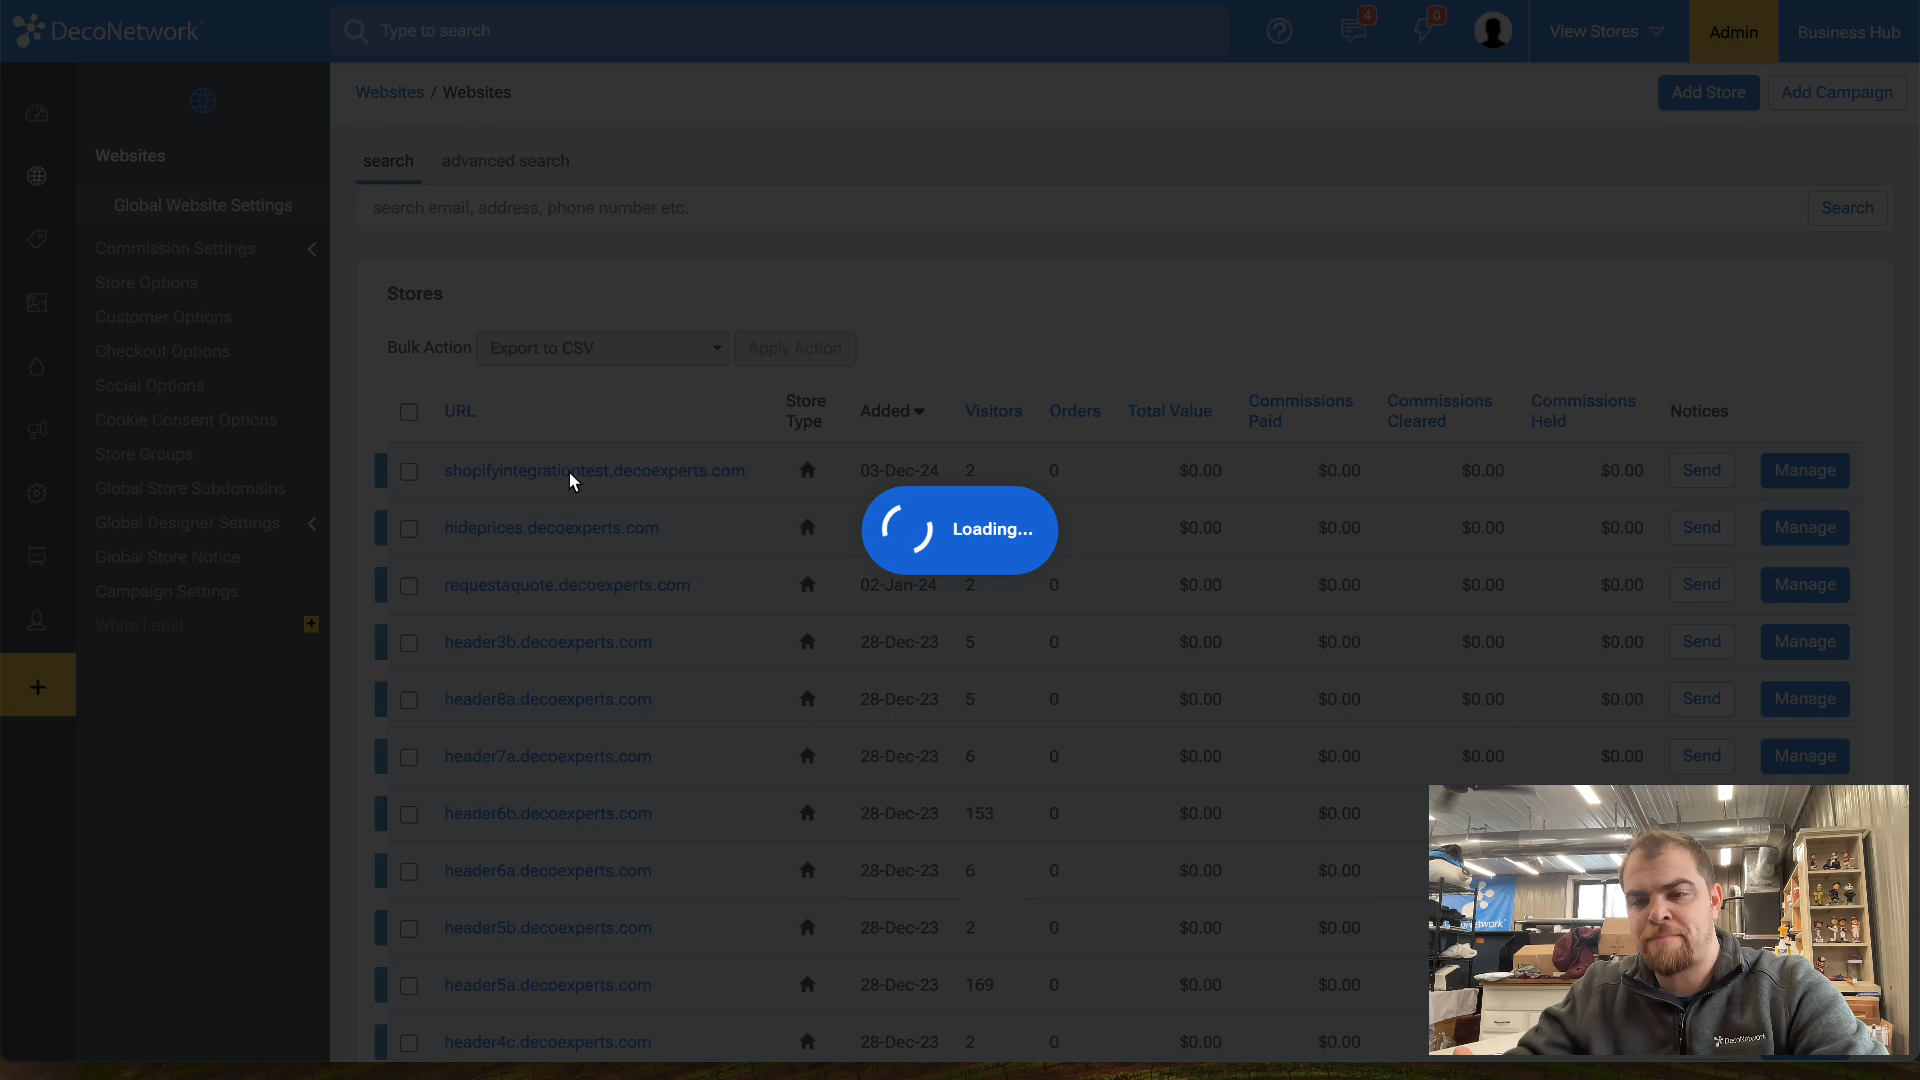 DecoNetwork
Type to search
4
0
View Stores
Admin
Business Hub
Websites / Websites
Add Store
Add Campaign
Websites
Global Website Settings
Commission Settings
Store Options
Customer Options
Checkout Options
Social Options
Cookie Consent Options
Store Groups
Global Store Subdomains
Global Designer Settings
Global Store Notice
Campaign Settings
White Label
search advanced search
search email, address, phone number etc.
Search
Stores
Bulk Action Export to CSV Apply Action
URL Store Type Added Visitors Orders Total Value Commissions Paid Commissions Cleared Commissions Held Notices
shopifyintegrationtest.decoexperts.com 03-Dec-24 2 0 $0.00 $0.00 $0.00 $0.00 Send Manage
hideprices.decoexperts.com $0.00 $0.00 $0.00 Send Manage
Loading...
requestaquote.decoexperts.com 02-Jan-24 2 0 $0.00 $0.00 $0.00 $0.00 Send Manage
header3b.decoexperts.com 28-Dec-23 5 0 $0.00 $0.00 $0.00 $0.00 Send Manage
header8a.decoexperts.com 28-Dec-23 5 0 $0.00 $0.00 $0.00 $0.00 Send Manage
header7a.decoexperts.com 28-Dec-23 6 0 $0.00 $0.00 $0.00 $0.00 Send Manage
header6b.decoexperts.com 28-Dec-23 153 0 $0.00 $0.00
header6a.decoexperts.com 28-Dec-23 6 0 $0.00 $0.00
header5b.decoexperts.com 28-Dec-23 2 0 $0.00 $0.00
header5a.decoexperts.com 28-Dec-23 169 0 $0.00 $0.00
header4c.decoexperts.com 28-Dec-23 2 0 $0.00 $0.00
DecoNetwork